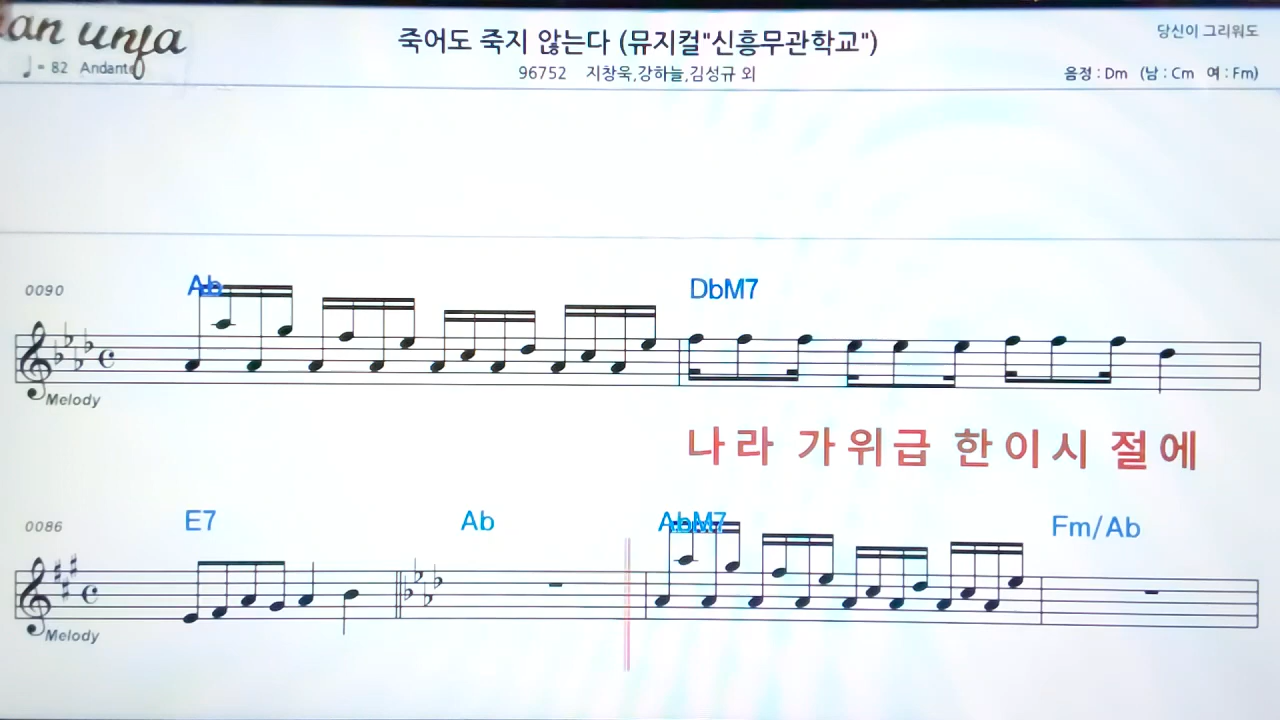 죽어도 죽지 않는다 (뮤지컬"신흥무관학교")
당신이 그리워도
♩= 82 Andante
96752 지창욱,강하늘,김성규 외
음정 : Dm (남 : Cm 여 : Fm)
0090
Ab
DbM7
Melody
나라 가위급 한이시 절에
0086
E7
Ab
AbM7
Fm/Ab
Melody